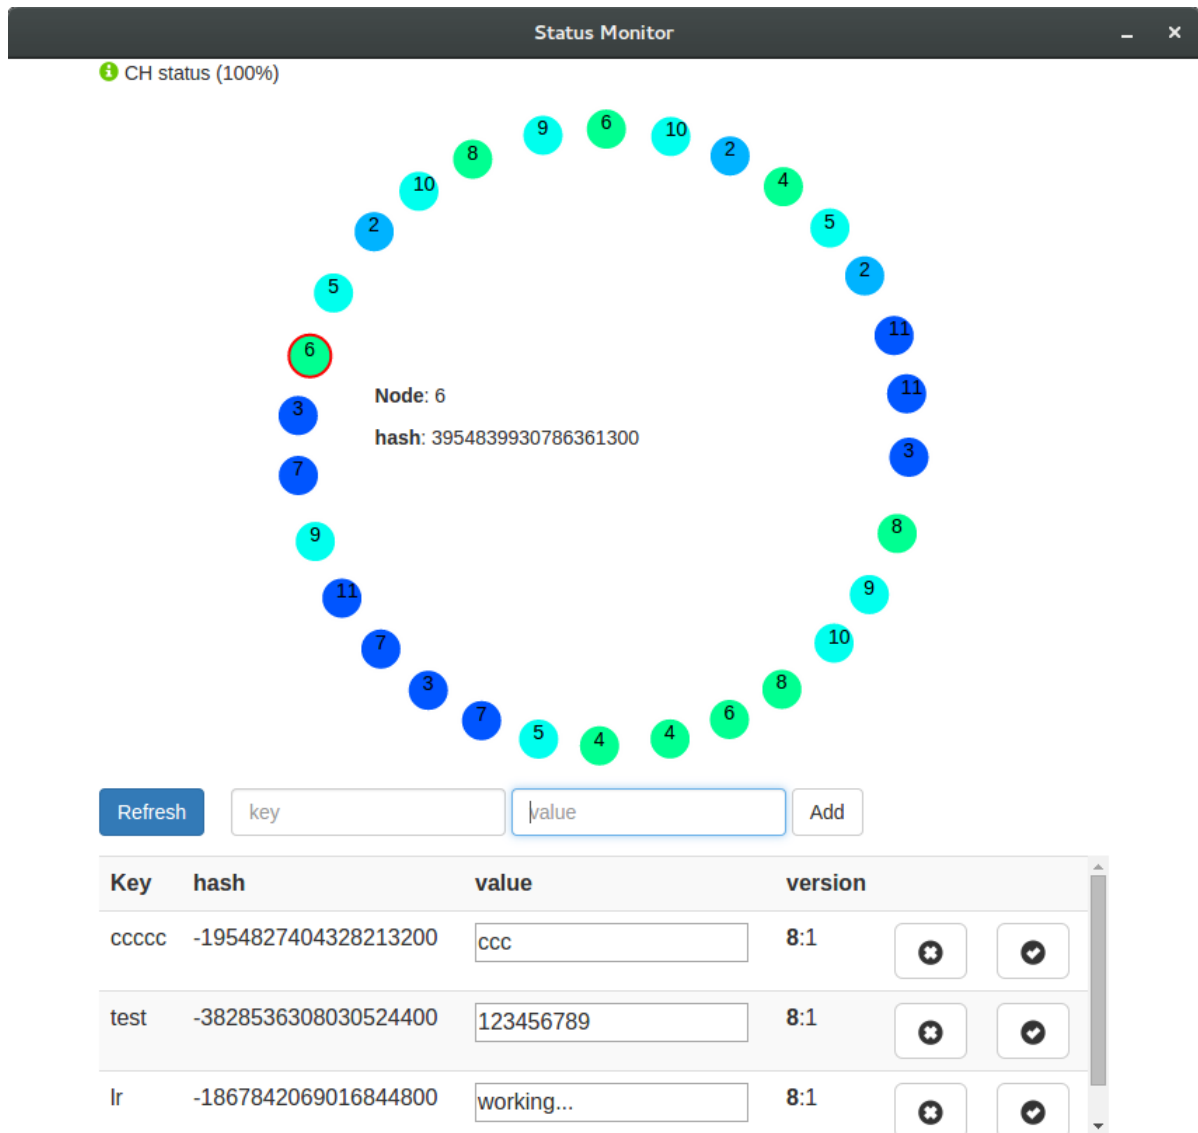 Status Monitor
CH status (100%)
9 6 10
8 2
10 4
2 5
5 2
6 11
Node: 6
3 11
hash: 3954839930786361300
7 3
9 8
11 9
7 10
3 8
7 6
5 4 4
Refresh key value Add
Key hash value version
ccccc -1954827404328213200 ccc 8:1
test -3828536308030524400 123456789 8:1
lr -1867842069016844800 working... 8:1